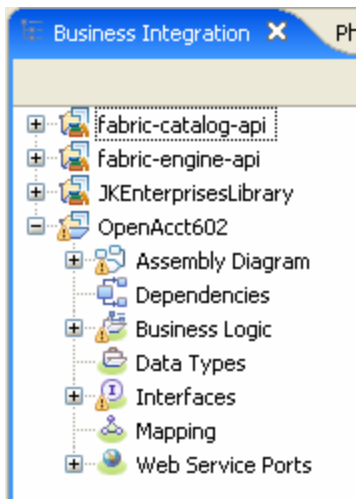 Business Integration
Ph
fabric-catalog-api
fabric-engine-api
JKEnterprisesLibrary
OpenAcct602
Assembly Diagram
Dependencies
Business Logic
Data Types
Interfaces
Mapping
Web Service Ports